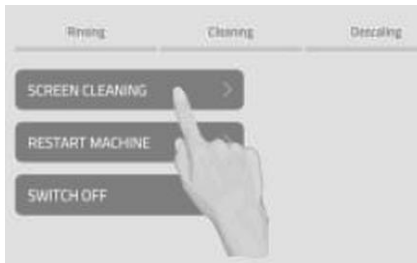 Rinsing
Cleaning
Descaling
SCREEN CLEANING
RESTART MACHINE
SWITCH OFF